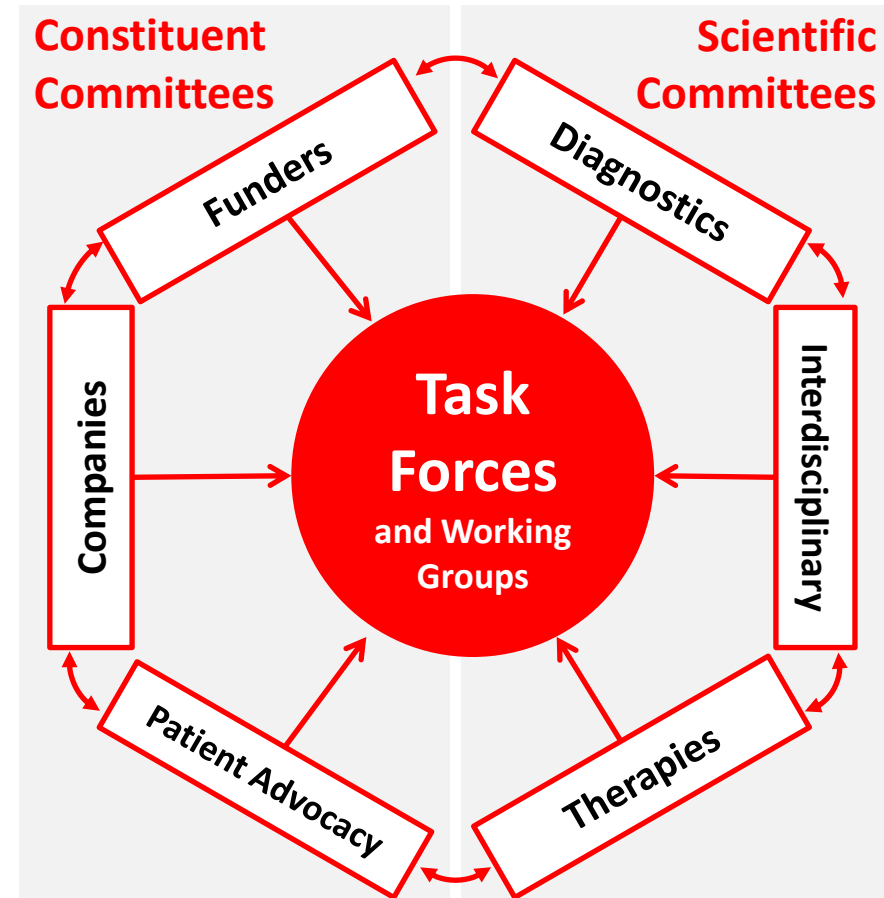 Constituent
Committees
Scientific
Committees
Funders
Diagnostics
Companies
Task
Forces
and Working
Groups
Interdisciplinary
Patient Advocacy
Therapies